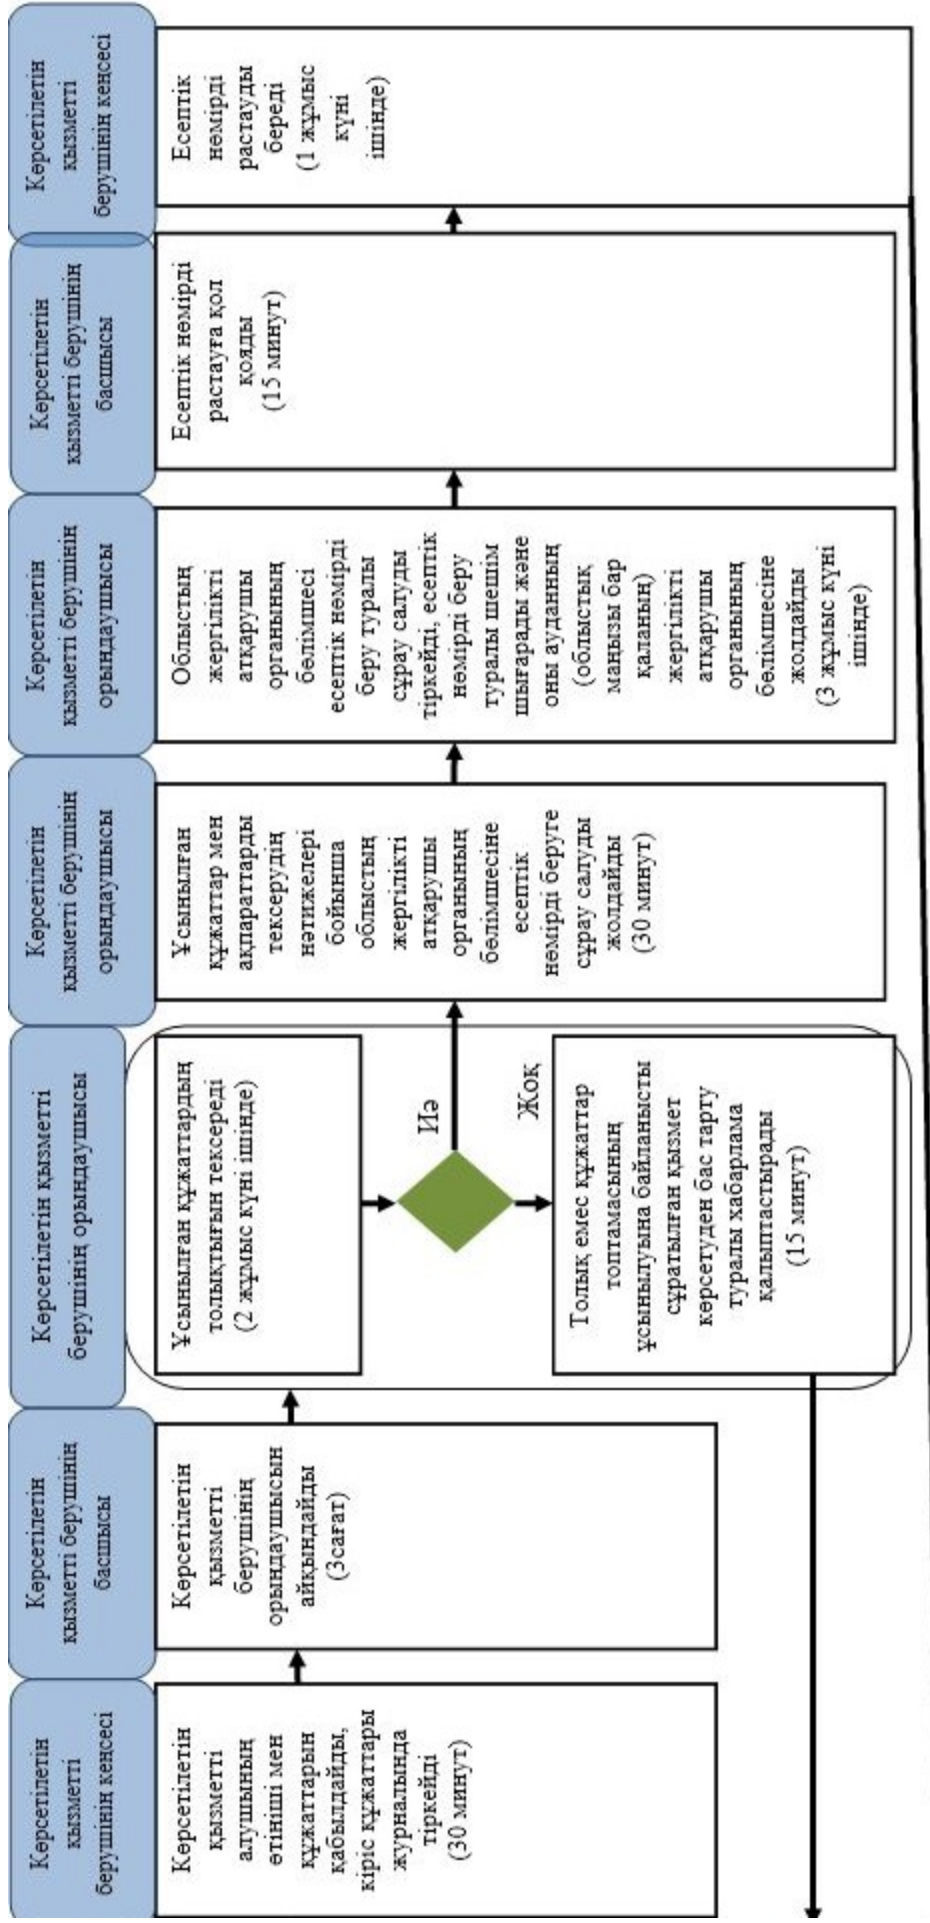 Көрсетілетін
қызметті
берушінің кеңсесі
Көрсетілетін
қызметті алушының
өтініші мен
құжаттарын
қабылдайды,
кіріс құжаттары
журналында
тіркейді
(30 минут)
Көрсетілетін
қызметті берушінің
басшысы
Көрсетілетін
қызметті
берушінің
орындаушысын
айқындайды
(3сағат)
Көрсетілетін қызметті
берушінің орындаушысы
Ұсынылған құжаттардың
толықтығын тексереді
(2 жұмыс күні ішінде)
Иә
Жоқ
Толық емес құжаттар
топтамасының
ұсынылуына байланысты
сұратылған қызмет
көрсетуден бас тарту
туралы хабарлама
қалыптастырады
(15 минут)
Көрсетілетін
қызметті берушінің
орындаушысы
Ұсынылған
құжаттар мен
ақпараттарды
тексерудің
нәтижелері
бойынша
облыстың
жергілікті
атқарушы
органының
бөлімшесіне
есептік
нөмірді беруге
сұрау салуды
жолдайды
(30 минут)
Көрсетілетін
қызметті берушінің
орындаушысы
Облыстың
жергілікті
атқарушы
органының
бөлімшесі
есептік нөмірді
беру туралы
сұрау салуды
тіркейді, есептік
нөмірді беру
туралы шешім
шығарады және
оны ауданның
(облыстық
маңызы бар
қаланың)
жергілікті
атқарушы
органының
бөлімшесіне
жолдайды
(3 жұмыс күні
ішінде)
Көрсетілетін
қызметті берушінің
басшысы
Есептік нөмірді
растауға қол
қояды
(15 минут)
Көрсетілетін
қызметті
берушінің кеңсесі
Есептік
нөмірді
растауды
береді
(1 жұмыс
күні
ішінде)